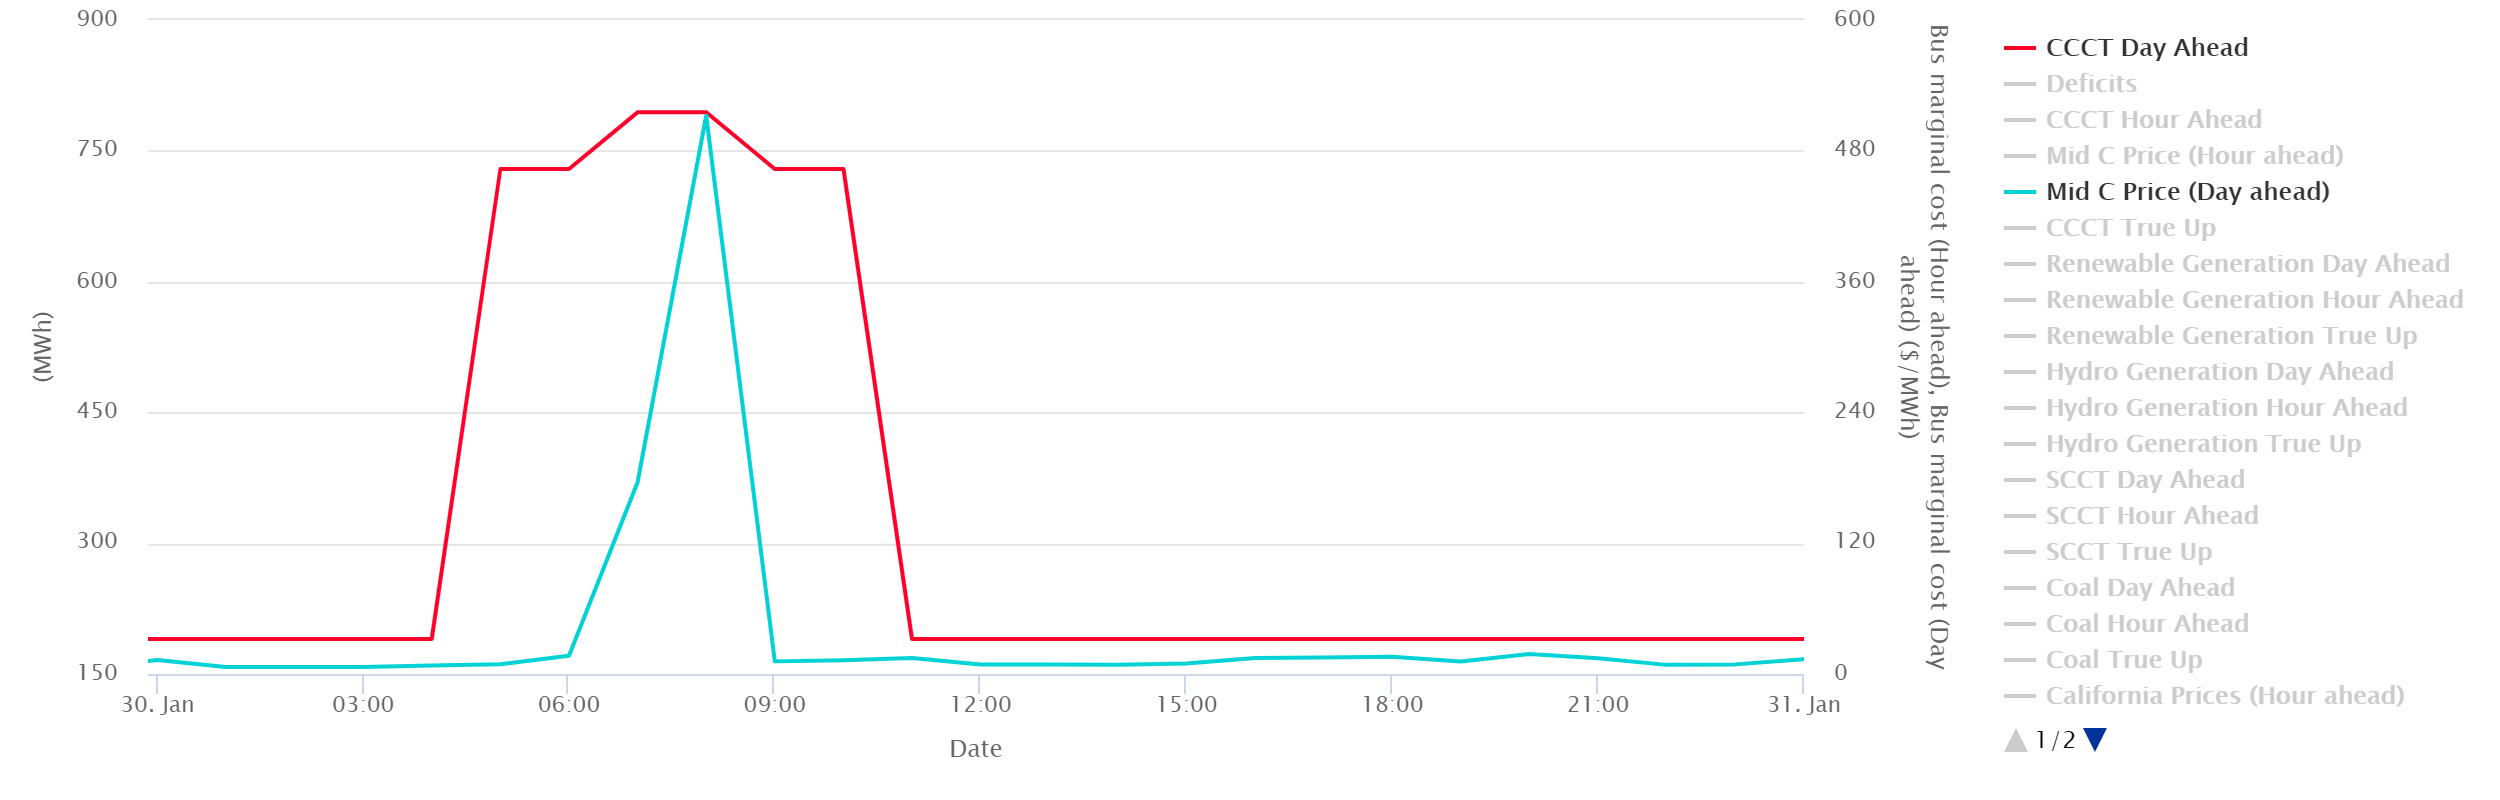 900
750
600
450
300
150
(MWh)
600
480
360
240
120
0
Bus marginal cost (Hour ahead), Bus marginal cost (Day
ahead) ($/MWh)
30. Jan
03:00
06:00
09:00
12:00
15:00
18:00
21:00
31. Jan
Date
CCCT Day Ahead
Deficits
CCCT Hour Ahead
Mid C Price (Hour ahead)
Mid C Price (Day ahead)
CCCT True Up
Renewable Generation Day Ahead
Renewable Generation Hour Ahead
Renewable Generation True Up
Hydro Generation Day Ahead
Hydro Generation Hour Ahead
Hydro Generation True Up
SCCT Day Ahead
SCCT Hour Ahead
SCCT True Up
Coal Day Ahead
Coal Hour Ahead
Coal True Up
California Prices (Hour ahead)
1/2